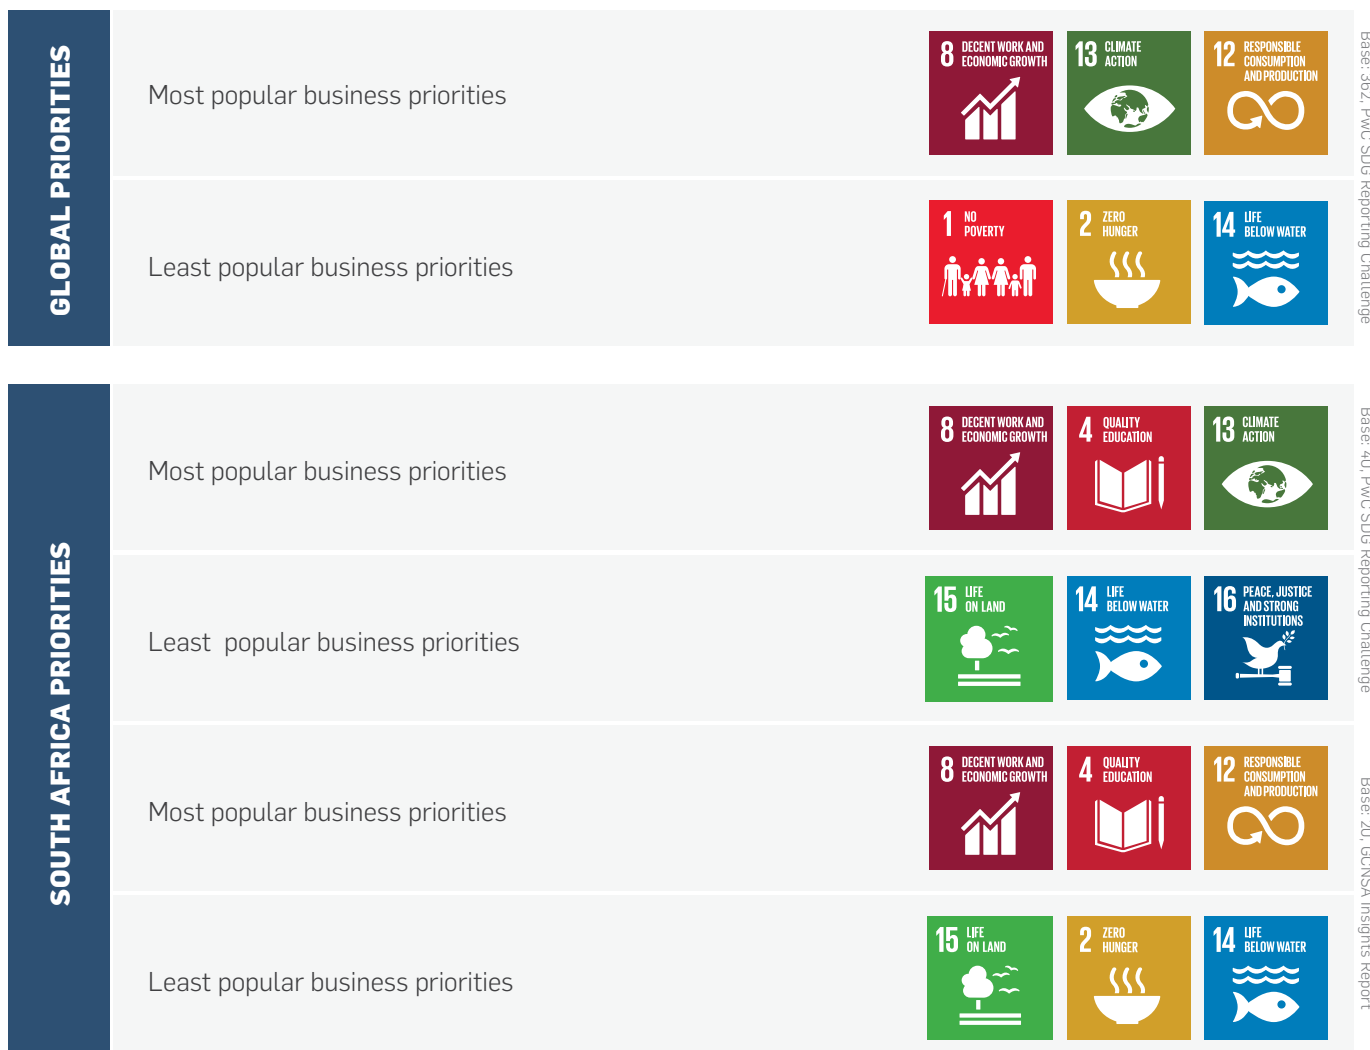 GLOBAL PRIORITIES
Most popular business priorities
8 DECENT WORK AND
ECONOMIC GROWTH
13 CLIMATE
ACTION
12 RESPONSIBLE
CONSUMPTION
AND PRODUCTION
Least popular business priorities
1 NO
POVERTY
2 ZERO
HUNGER
14 LIFE
BELOW WATER
Base: 362, PwC SDG Reporting Challenge
SOUTH AFRICA PRIORITIES
Most popular business priorities
8 DECENT WORK AND
ECONOMIC GROWTH
4 QUALITY
EDUCATION
13 CLIMATE
ACTION
Least  popular business priorities
15 LIFE
ON LAND
14 LIFE
BELOW WATER
16 PEACE, JUSTICE
AND STRONG
INSTITUTIONS
Base: 40, PwC SDG Reporting Challenge
Most popular business priorities
8 DECENT WORK AND
ECONOMIC GROWTH
4 QUALITY
EDUCATION
12 RESPONSIBLE
CONSUMPTION
AND PRODUCTION
Least popular business priorities
15 LIFE
ON LAND
2 ZERO
HUNGER
14 LIFE
BELOW WATER
Base: 20, GCNSA Insights Report